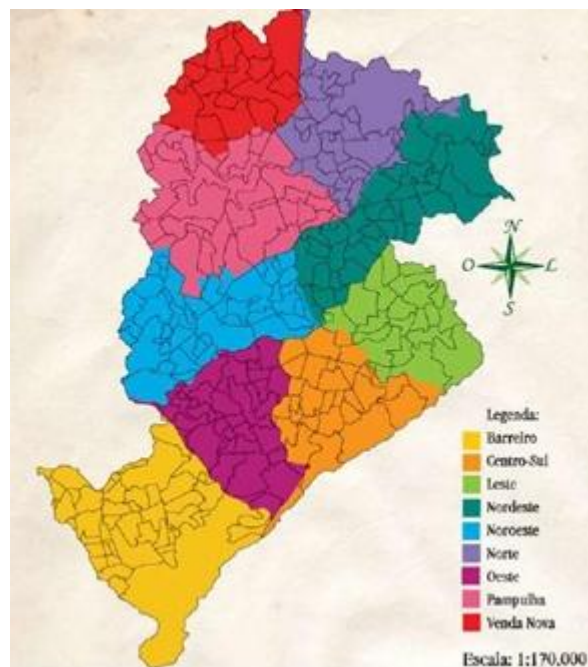 N
O L
S
Legenda:
Barreiro
Centro-Sul
Leste
Nordeste
Noroeste
Norte
Oeste
Pampulha
Venda Nova
Escala: 1:170.000